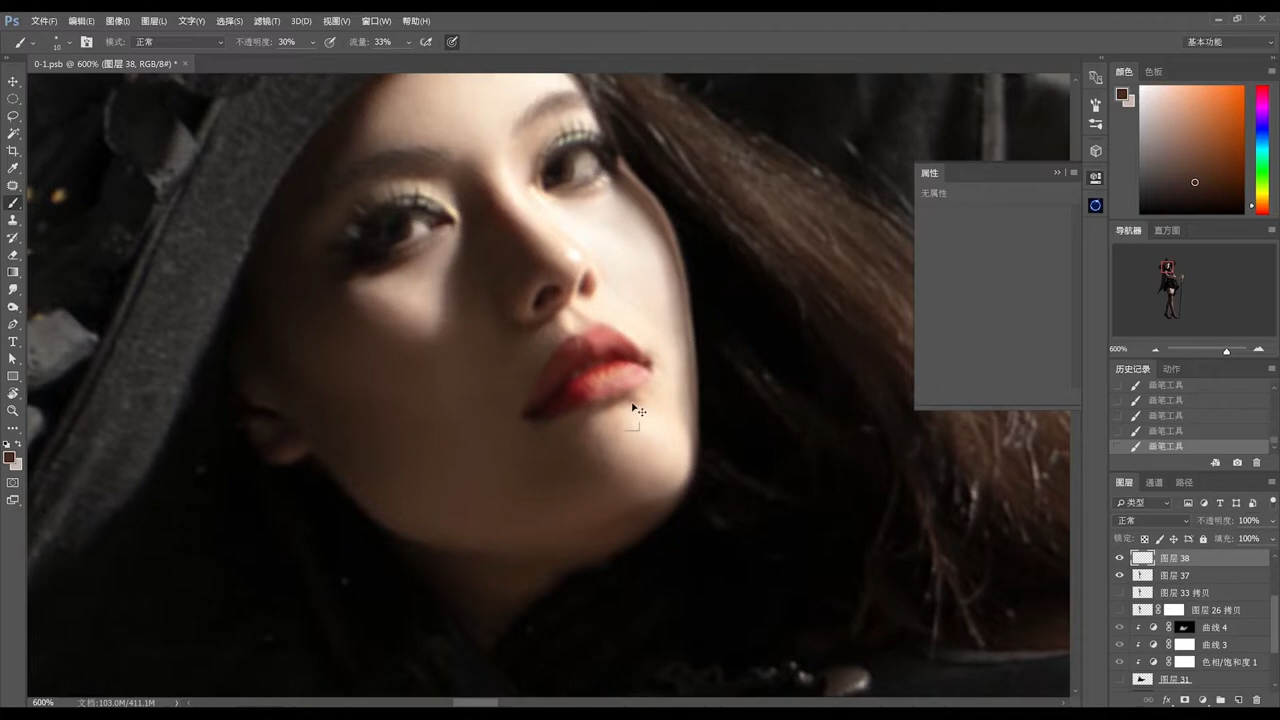 Ps 文件(F) 编辑(E) 图像(I) 图层(L) 文字(Y) 选择(S) 滤镜(T) 3D(D) 视图(V) 窗口(W) 帮助(H)
10 模式: 正常 不透明度: 30% 流量: 33% 基本功能
0-1.psb @ 600% (图层 38, RGB/8#) * ×
颜色 色板
属性
无属性
导航器 直方图
600%
历史记录 动作
画笔工具
画笔工具
画笔工具
画笔工具
画笔工具
图层 通道 路径
类型
正常 不透明度: 100%
锁定: 填充: 100%
图层 38
图层 37
图层 33 拷贝
图层 26 拷贝
曲线 4
曲线 3
色相/饱和度 1
图层 31
600% 文档:103.0M/411.1M